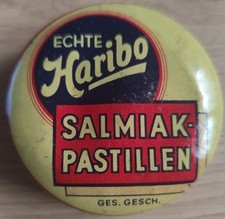 ECHTE
Haribo
SALMIAK-
PASTILLEN
GES. GESCH.